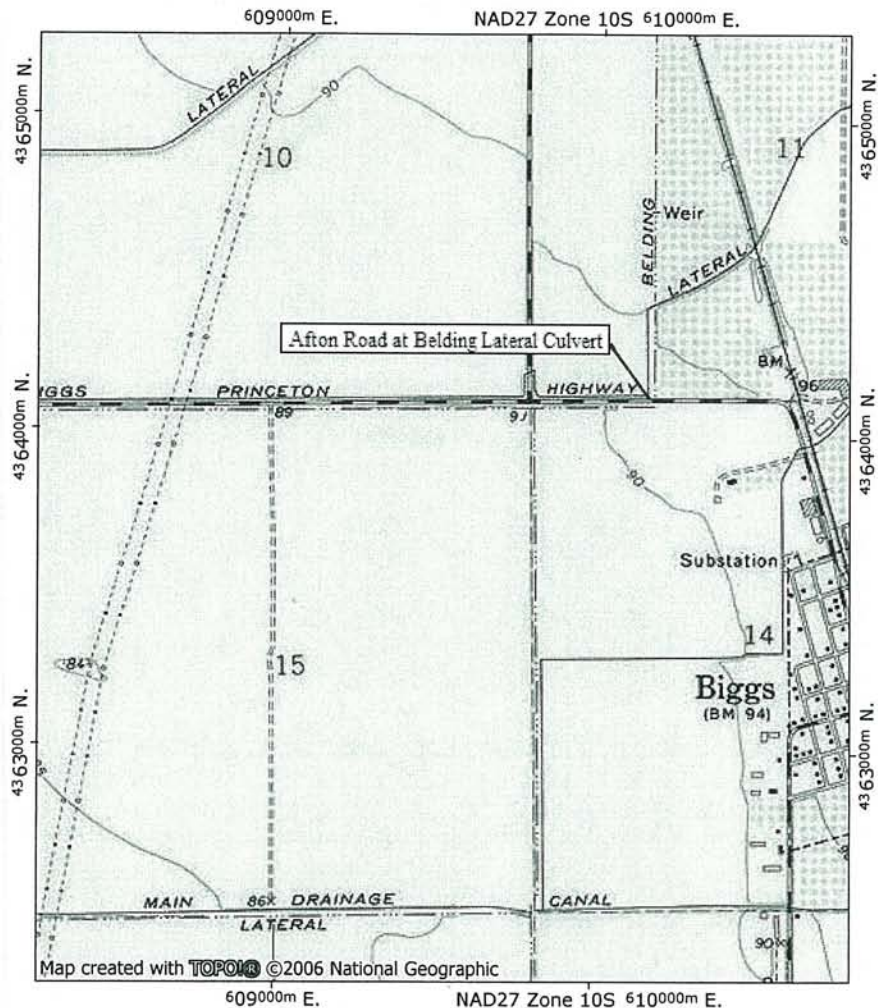 609000m E. NAD27 Zone 10S 610000m E.
4365000m N.
4365000m N.
LATERAL
90
10
11
BELDING
Weir
LATERAL
Afton Road at Belding Lateral Culvert
BM
96
IGGS PRINCETON HIGHWAY
89
91
4364000m N.
4364000m N.
90
Substation
84
15
14
Biggs
(BM 94)
4363000m N.
4363000m N.
MAIN 86× DRAINAGE CANAL
LATERAL
90×
Map created with TOPO!® ©2006 National Geographic
609000m E. NAD27 Zone 10S 610000m E.